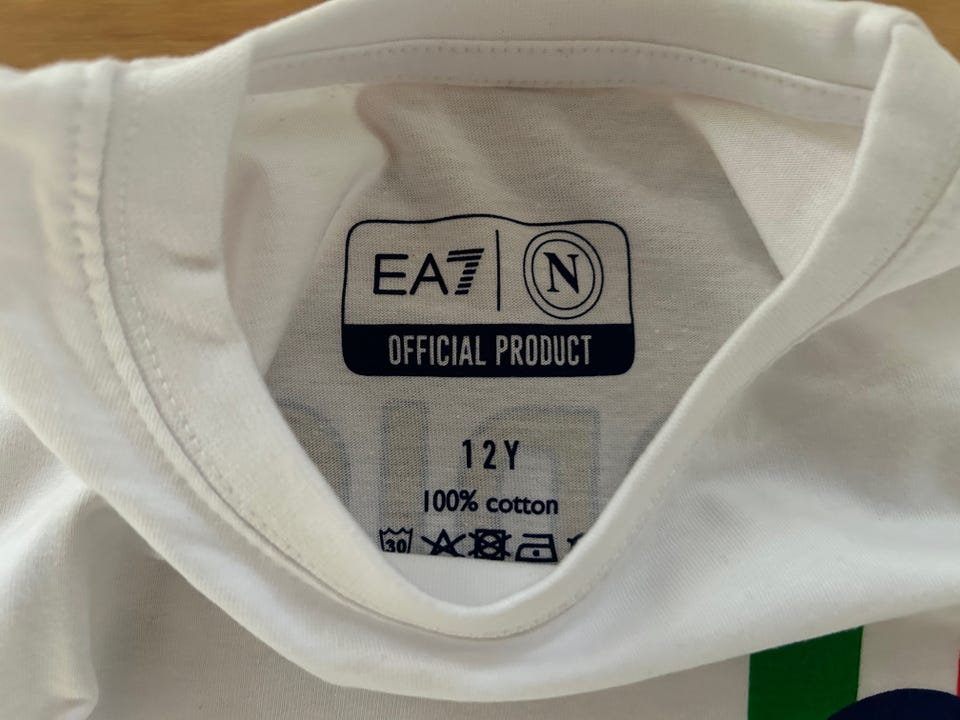 EA7 N
OFFICIAL PRODUCT
12Y
100% cotton
30